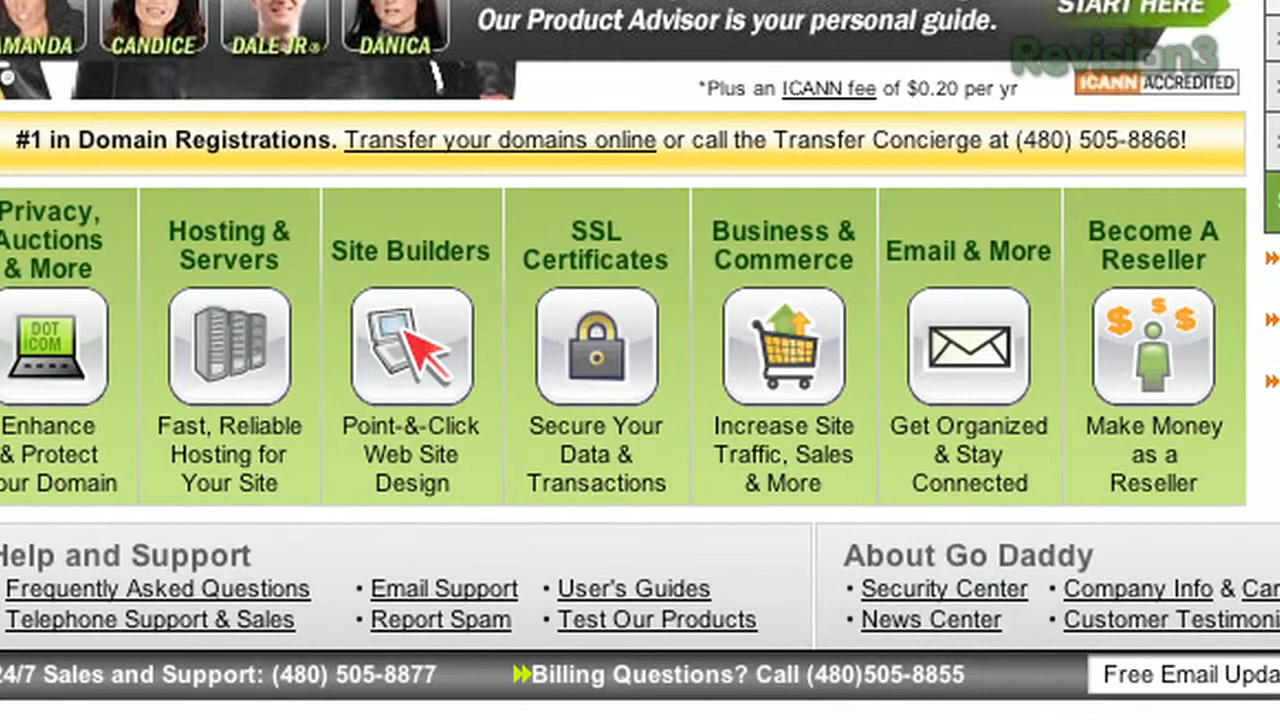 START HERE
Our Product Advisor is your personal guide.
AMANDA CANDICE DALE JR® DANICA
Revision3
*Plus an ICANN fee of $0.20 per yr
ICANN ACCREDITED
#1 in Domain Registrations. Transfer your domains online or call the Transfer Concierge at (480) 505-8866!
Privacy,
Auctions
& More
DOT
COM
Enhance
& Protect
our Domain
Hosting &
Servers
Fast, Reliable
Hosting for
Your Site
Site Builders
Point-&-Click
Web Site
Design
SSL
Certificates
Secure Your
Data &
Transactions
Business &
Commerce
Increase Site
Traffic, Sales
& More
Email & More
Get Organized
& Stay
Connected
Become A
Reseller
$ $ $
Make Money
as a
Reseller
Help and Support
Frequently Asked Questions • Email Support • User's Guides
Telephone Support & Sales • Report Spam • Test Our Products
About Go Daddy
• Security Center • Company Info & Car
• News Center • Customer Testimoni
24/7 Sales and Support: (480) 505-8877
Billing Questions? Call (480)505-8855
Free Email Upda